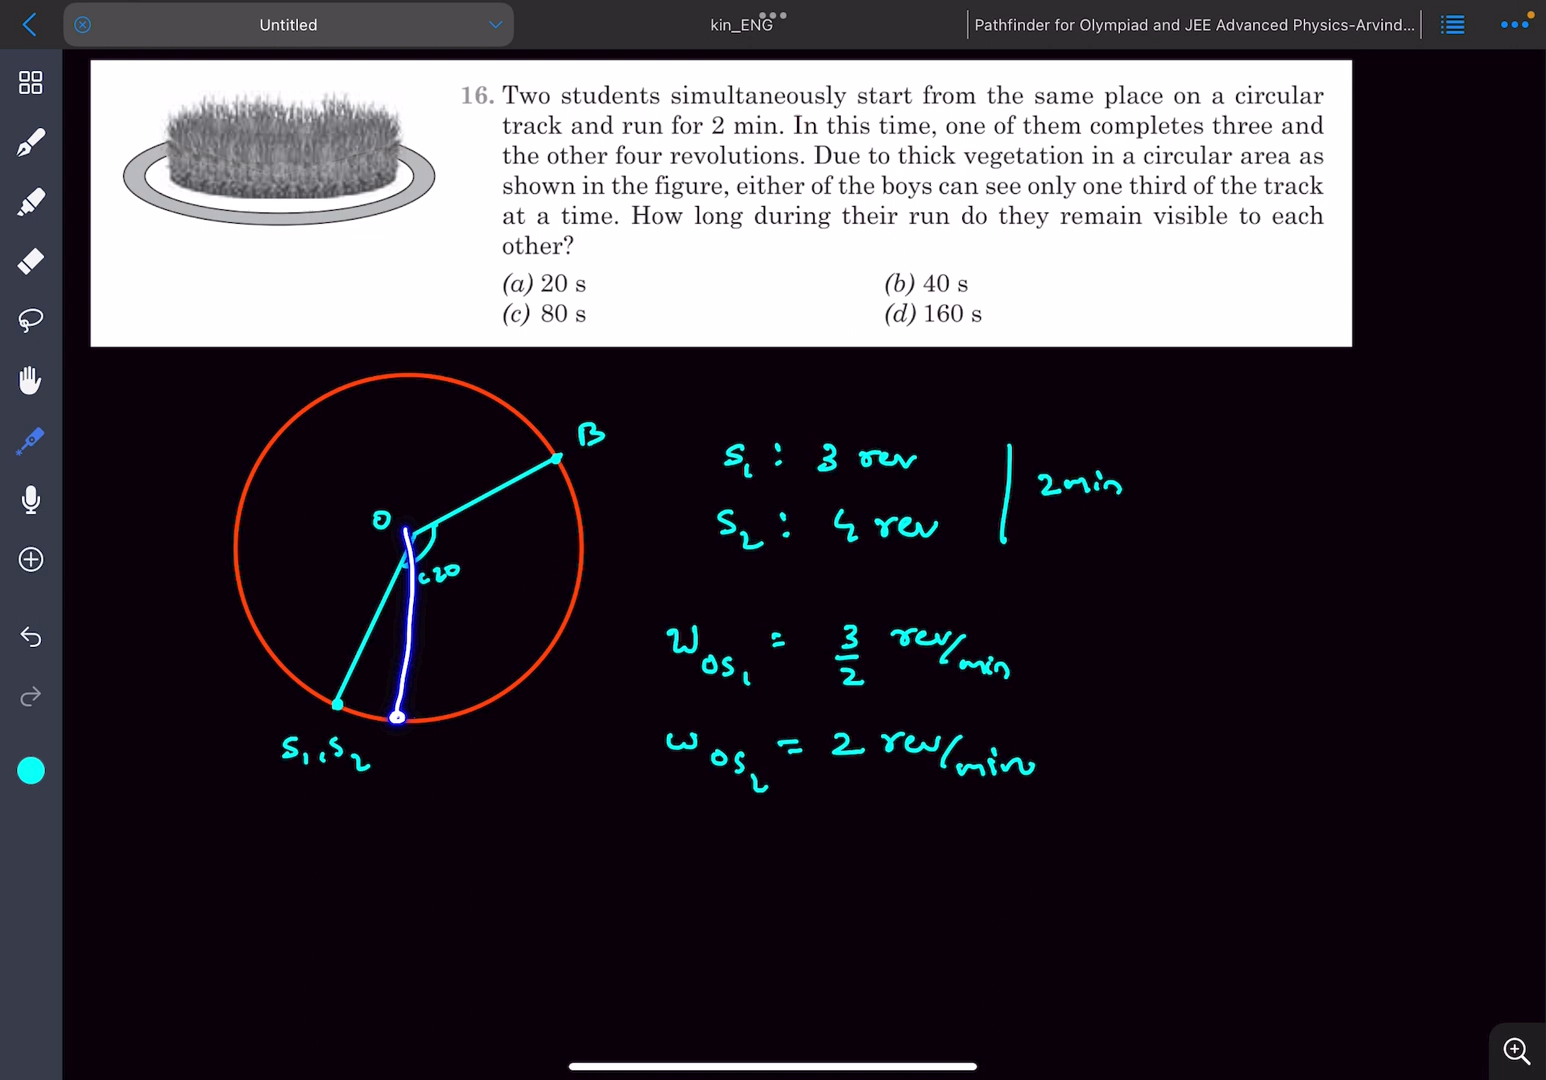 Untitled
kin_ENG
Pathfinder for Olympiad and JEE Advanced Physics-Arvind...
16. Two students simultaneously start from the same place on a circular
track and run for 2 min. In this time, one of them completes three and
the other four revolutions. Due to thick vegetation in a circular area as
shown in the figure, either of the boys can see only one third of the track
at a time. How long during their run do they remain visible to each
other?
(a) 20 s
(b) 40 s
(c) 80 s
(d) 160 s
B
O
120
S₁, S₂
S₁ : 3 rev
S₂ : 4 rev
2min
ω_OS₁ = 3/2 rev/min
ω_OS₂ = 2 rev/min